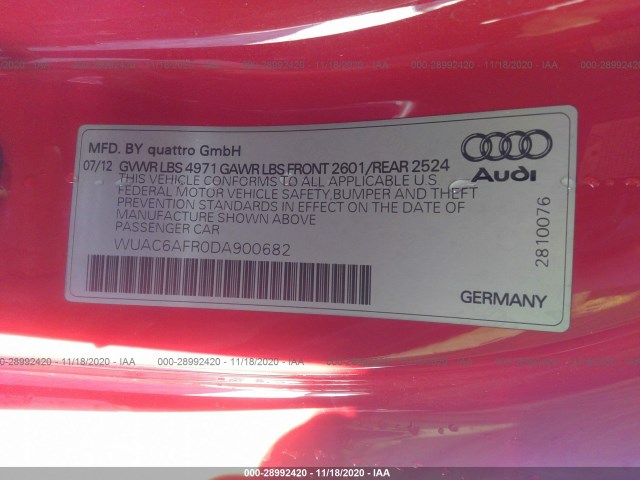 000-28992420 - 11/18/2020 - IAA
MFD. BY quattro GmbH
07/12 GVWR LBS 4971 GAWR LBS FRONT 2601/REAR 2524
THIS VEHICLE CONFORMS TO ALL APPLICABLE U.S.
FEDERAL MOTOR VEHICLE SAFETY,BUMPER AND THEFT
PREVENTION STANDARDS IN EFFECT ON THE DATE OF
MANUFACTURE SHOWN ABOVE
PASSENGER CAR
WUAC6AFR0DA900682
Audi
2810076
GERMANY
000-28992420 - 11/18/2020 - IAA
000-28992420 - 11/18/2020 - IAA